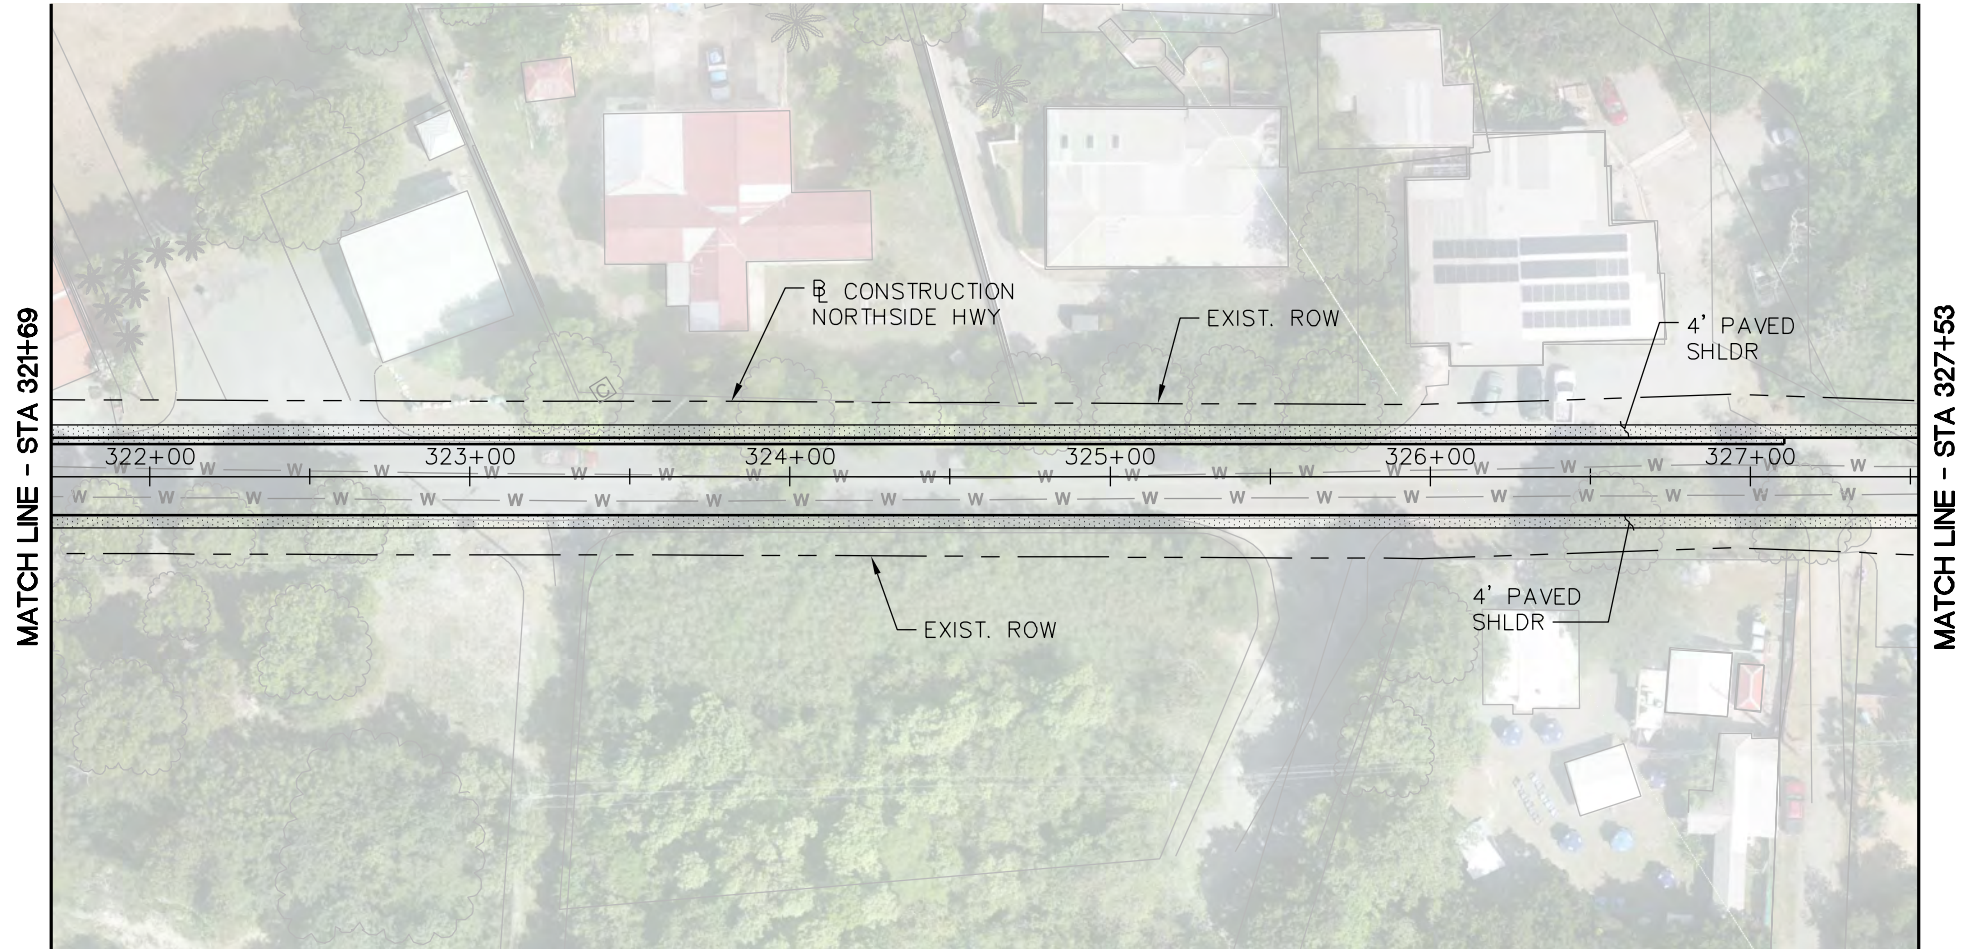 MATCH LINE - STA 321+69
MATCH LINE - STA 327+53
BL CONSTRUCTION
NORTHSIDE HWY
EXIST. ROW
4' PAVED
SHLDR
C
322+00 323+00 324+00 325+00 326+00 327+00
W W W W W W W W W W W W W W W W W W W W W
W W W W W W W W W W W W W W W W W W W W W
4' PAVED
SHLDR
EXIST. ROW